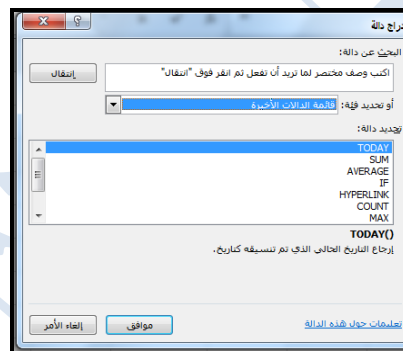 دراج دالة
البحث عن دالة:
اكتب وصف مختصر لما تريد أن تفعل ثم انقر فوق "انتقال"
إنتقال
أو تحديد فئة: قائمة الدالات الأخيرة
تحديد دالة:
TODAY
SUM
AVERAGE
IF
HYPERLINK
COUNT
MAX
TODAY()
إرجاع التاريخ الحالي الذي تم تنسيقه كتاريخ.
تعليمات حول هذه الدالة
موافق
إلغاء الأمر